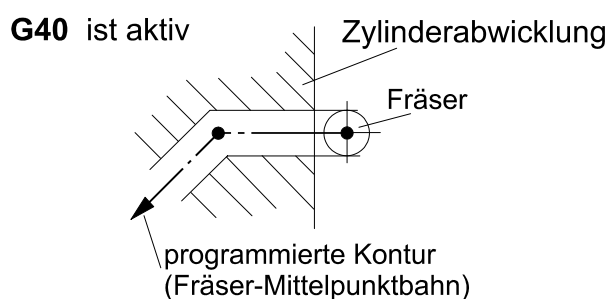 G40 ist aktiv
Zylinderabwicklung
Fräser
programmierte Kontur
(Fräser-Mittelpunktbahn)